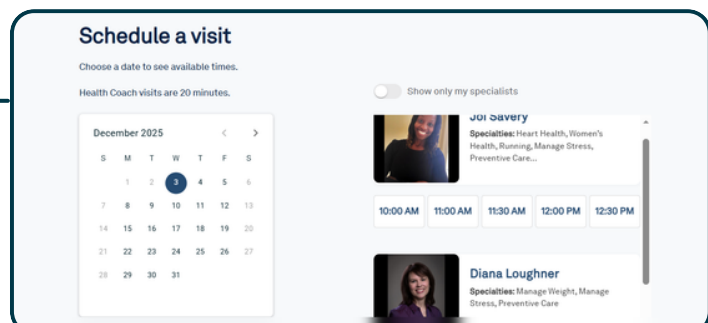 Schedule a visit
Choose a date to see available times.
Health Coach visits are 20 minutes.
Show only my specialists
December 2025
S M T W T F S
1 2 3 4 5 6
7 8 9 10 11 12 13
14 15 16 17 18 19 20
21 22 23 24 25 26 27
28 29 30 31
Joi Savery
Specialties: Heart Health, Women's
Health, Running, Manage Stress,
Preventive Care...
10:00 AM 11:00 AM 11:30 AM 12:00 PM 12:30 PM
Diana Loughner
Specialties: Manage Weight, Manage
Stress, Preventive Care